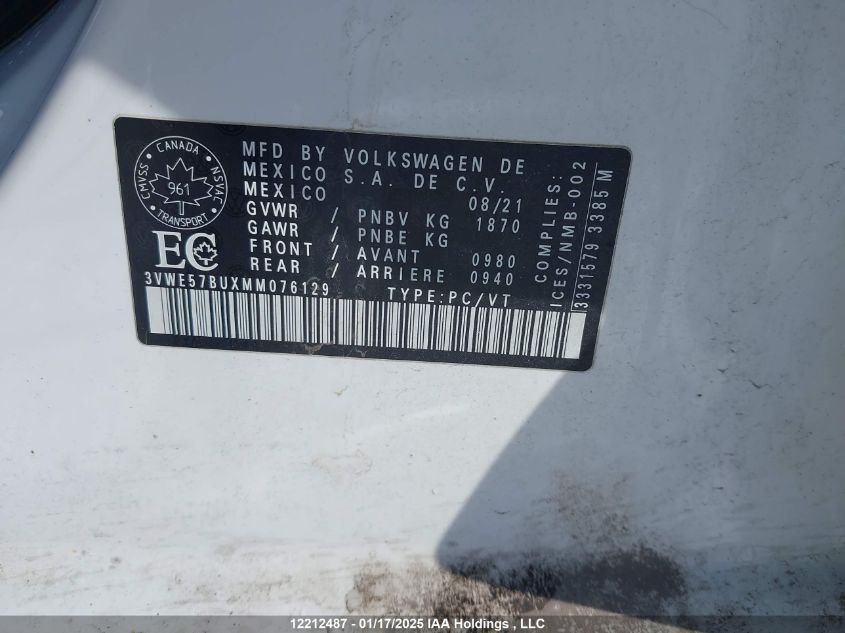 CANADA
CMVSS
961
NSVAC
TRANSPORT
EC
MFD BY VOLKSWAGEN DE
MEXICO S.A. DE C.V.
MEXICO 08/21
GVWR / PNBV KG 1870
GAWR / PNBE KG
FRONT / AVANT 0980
REAR / ARRIERE 0940
3VWE57BUXMM076129 TYPE:PC/VT
COMPLIES:
ICES/NMB-002
3331579 3385M
12212487 - 01/17/2025 IAA Holdings, LLC